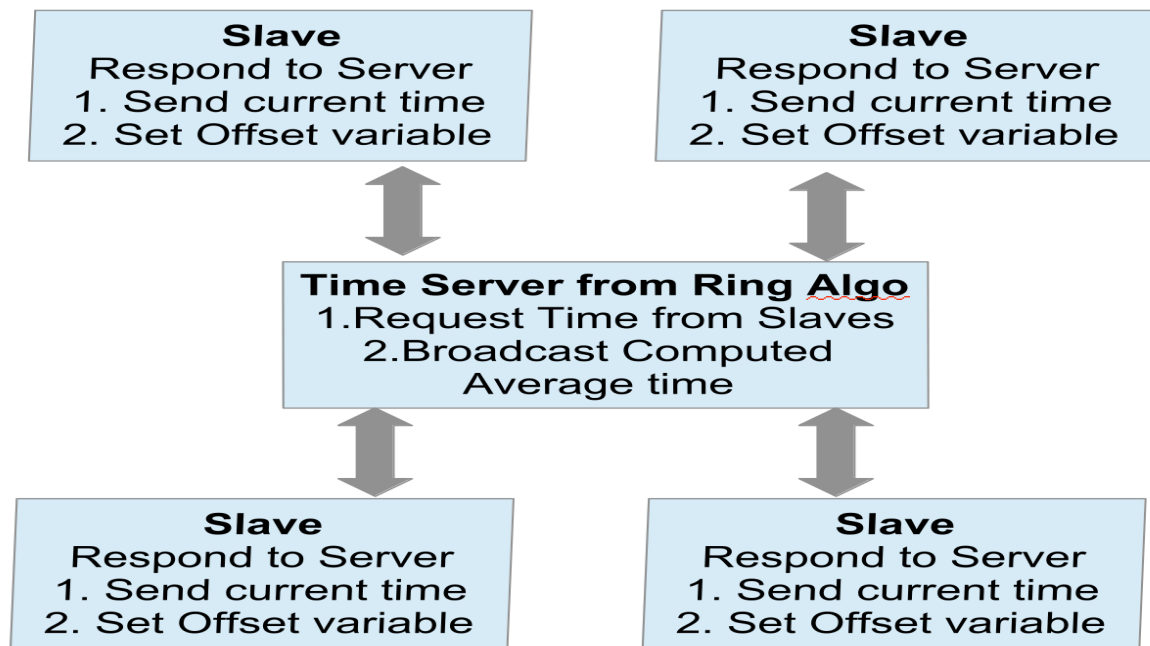 Slave
Respond to Server
1. Send current time
2. Set Offset variable
Slave
Respond to Server
1. Send current time
2. Set Offset variable
Time Server from Ring Algo
1.Request Time from Slaves
2.Broadcast Computed
Average time
Slave
Respond to Server
1. Send current time
2. Set Offset variable
Slave
Respond to Server
1. Send current time
2. Set Offset variable